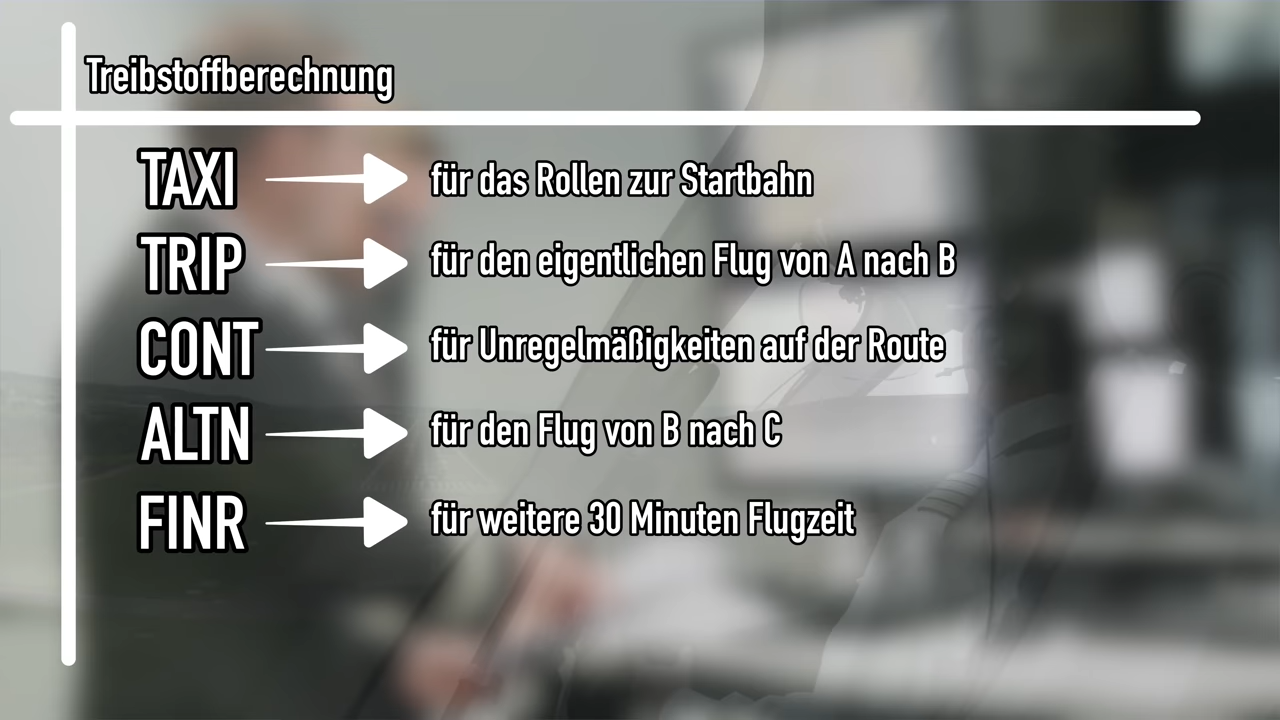 Treibstoffberechnung
TAXI für das Rollen zur Startbahn
TRIP für den eigentlichen Flug von A nach B
CONT für Unregelmäßigkeiten auf der Route
ALTN für den Flug von B nach C
FINR für weitere 30 Minuten Flugzeit